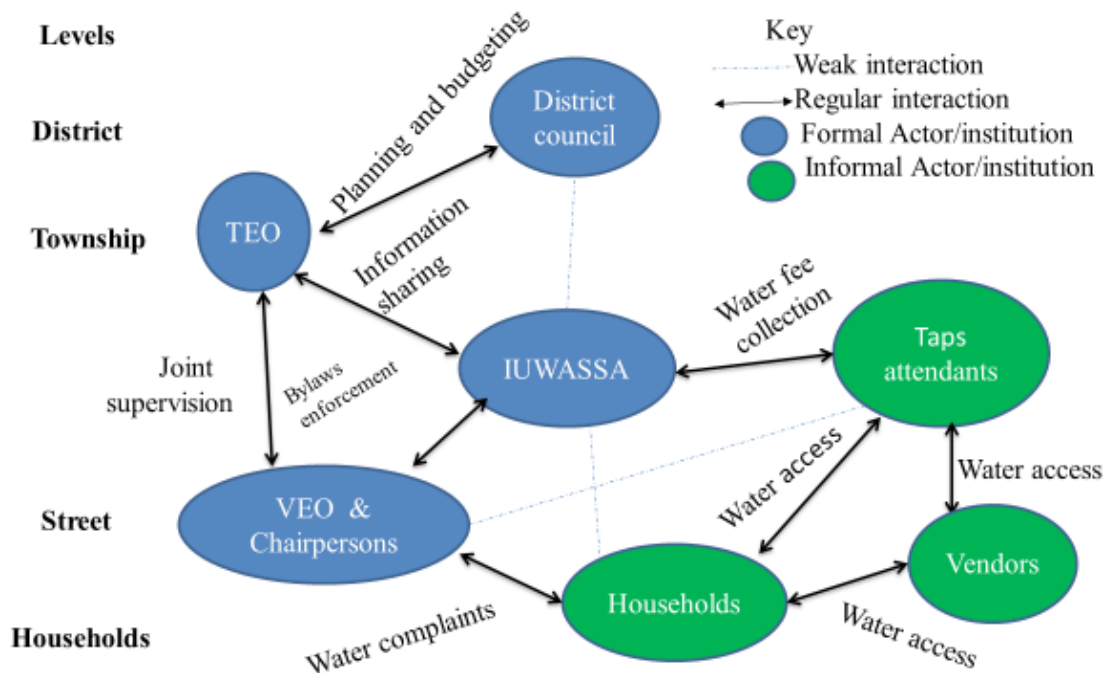 Levels
Key
Weak interaction
Regular interaction
Formal Actor/institution
Informal Actor/institution
District
District
council
Planning and budgeting
Township
TEO
Information
sharing
Water fee
collection
Taps
attendants
IUWASSA
Joint
supervision
Bylaws
enforcement
Water access
Water access
Street
VEO &
Chairpersons
Vendors
Households
Households
Water complaints
Water access